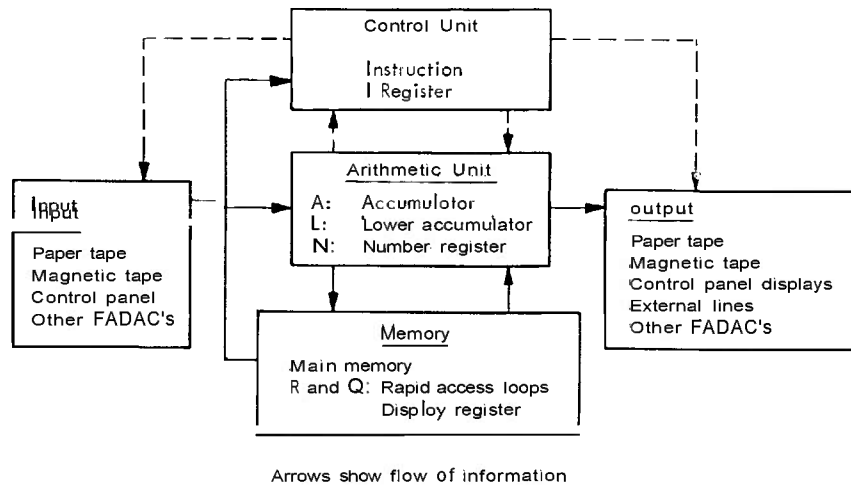 Control Unit
Instruction
I Register
Arithmetic Unit
A: Accumulator
L: Lower accumulator
N: Number register
Input
Input
Paper tape
Magnetic tape
Control panel
Other FADAC's
output
Paper tape
Magnetic tape
Control panel displays
External lines
Other FADAC's
Memory
Main memory
R and Q: Rapid access loops
Disploy register
Arrows show flow of information